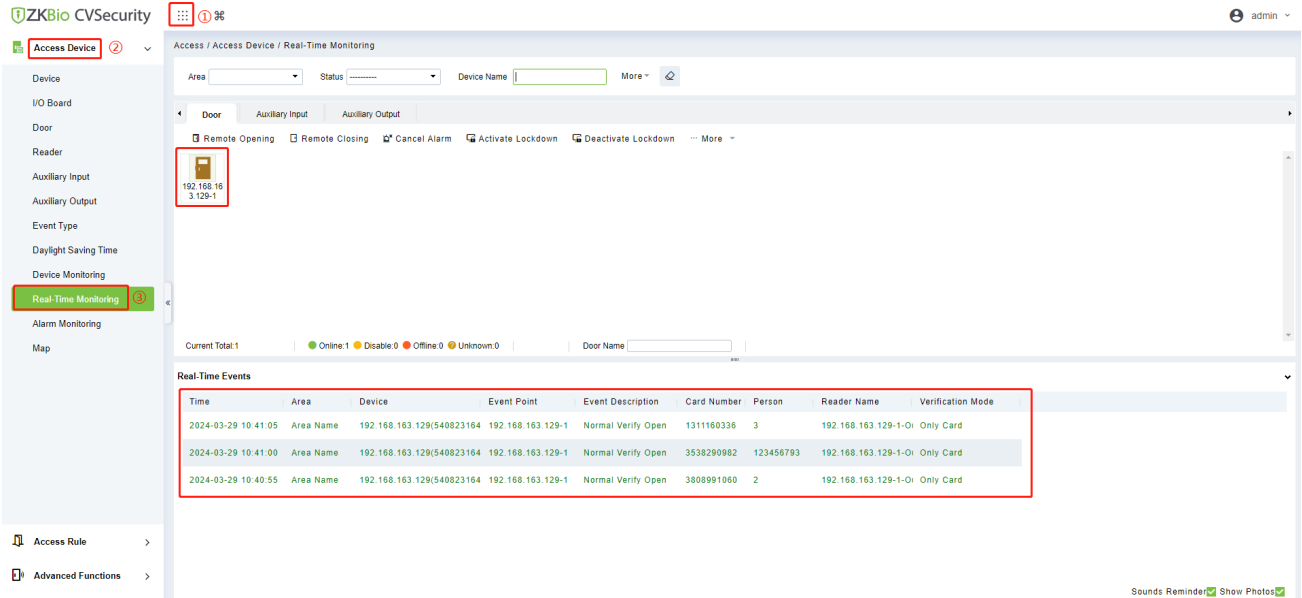 ZKBio CVSecurity
① ⌘
admin
Access Device ②
Device
I/O Board
Door
Reader
Auxiliary Input
Auxiliary Output
Event Type
Daylight Saving Time
Device Monitoring
Real-Time Monitoring ③
Alarm Monitoring
Map
Access Rule
Advanced Functions
Access / Access Device / Real-Time Monitoring
Area Status ---------- Device Name More
Door Auxiliary Input Auxiliary Output
Remote Opening Remote Closing Cancel Alarm Activate Lockdown Deactivate Lockdown ··· More
192.168.16
3.129-1
Current Total:1 Online:1 Disable:0 Offline:0 Unknown:0 Door Name
Real-Time Events
Time Area Device Event Point Event Description Card Number Person Reader Name Verification Mode
2024-03-29 10:41:05 Area Name 192.168.163.129(540823164 192.168.163.129-1 Normal Verify Open 1311160336 3 192.168.163.129-1-O Only Card
2024-03-29 10:41:00 Area Name 192.168.163.129(540823164 192.168.163.129-1 Normal Verify Open 3538290982 123456793 192.168.163.129-1-O Only Card
2024-03-29 10:40:55 Area Name 192.168.163.129(540823164 192.168.163.129-1 Normal Verify Open 3808991060 2 192.168.163.129-1-O Only Card
Sounds Reminder Show Photos